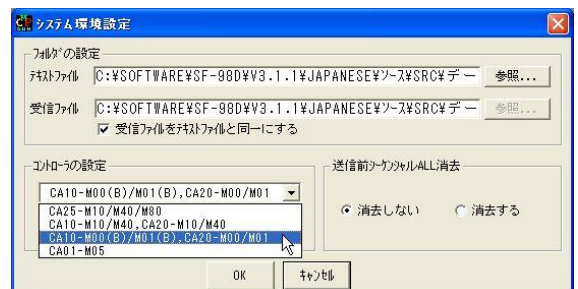 システム環境設定
フォルダの設定
テキストファイル C:¥SOFTWARE¥SF-98D¥V3.1.1¥JAPANESE¥ソース¥SRC¥デー 参照...
受信ファイル C:¥SOFTWARE¥SF-98D¥V3.1.1¥JAPANESE¥ソース¥SRC¥デー 参照...
受信ファイルをテキストファイルと同一にする
コントローラの設定
CA10-M00(B)/M01(B),CA20-M00/M01
CA25-M10/M40/M80
CA10-M10/M40,CA20-M10/M40
CA10-M00(B)/M01(B),CA20-M00/M01
CA01-M05
送信前シーケンシャルALL消去
消去しない 消去する
OK キャンセル